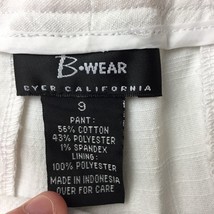 B•WEAR
BYER CALIFORNIA
9
PANT:
56% COTTON
43% POLYESTER
1% SPANDEX
LINING:
100% POLYESTER
MADE IN INDONESIA
OVER FOR CARE